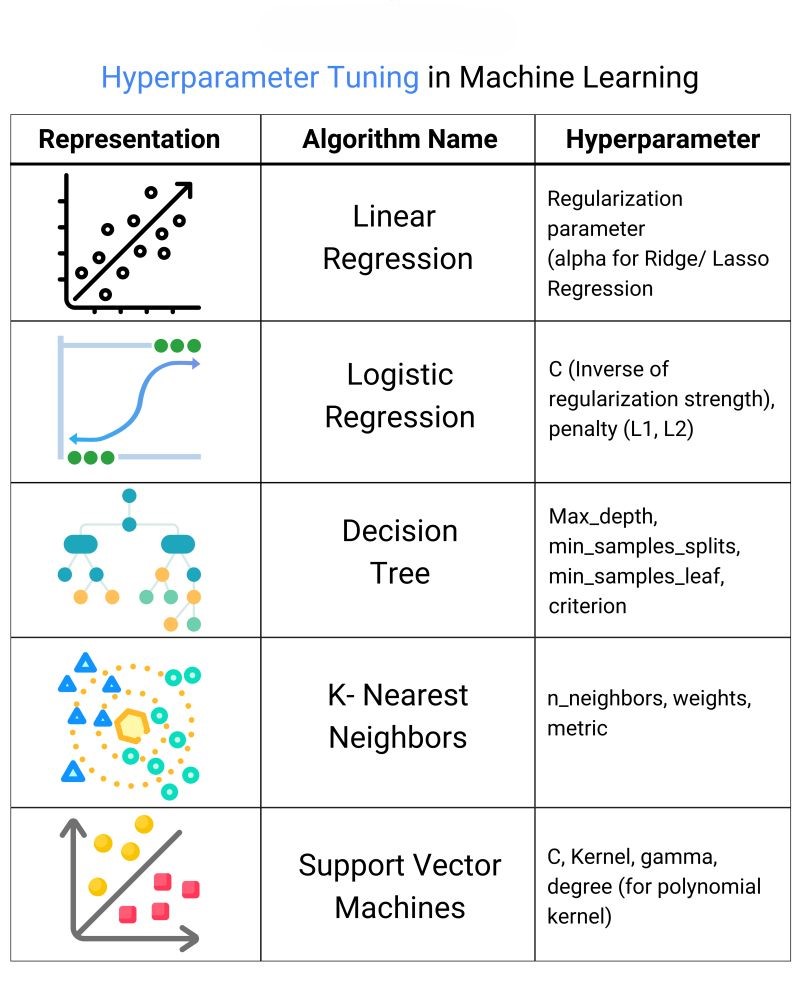 Hyperparameter Tuning in Machine Learning
Representation
Algorithm Name
Hyperparameter
Linear
Regression
Regularization
parameter
(alpha for Ridge/ Lasso
Regression
Logistic
Regression
C (Inverse of
regularization strength),
penalty (L1, L2)
Decision
Tree
Max_depth,
min_samples_splits,
min_samples_leaf,
criterion
K- Nearest
Neighbors
n_neighbors, weights,
metric
Support Vector
Machines
C, Kernel, gamma,
degree (for polynomial
kernel)